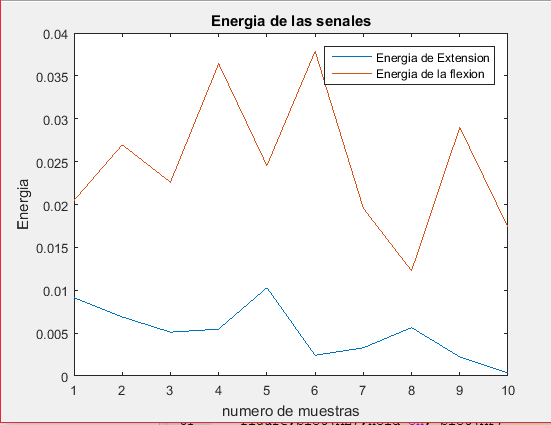 Energia de las senales
0.04
0.035
0.03
0.025
0.02
0.015
0.01
0.005
0
Energia
Energia de Extension
Energia de la flexion
1 2 3 4 5 6 7 8 9 10
numero de muestras